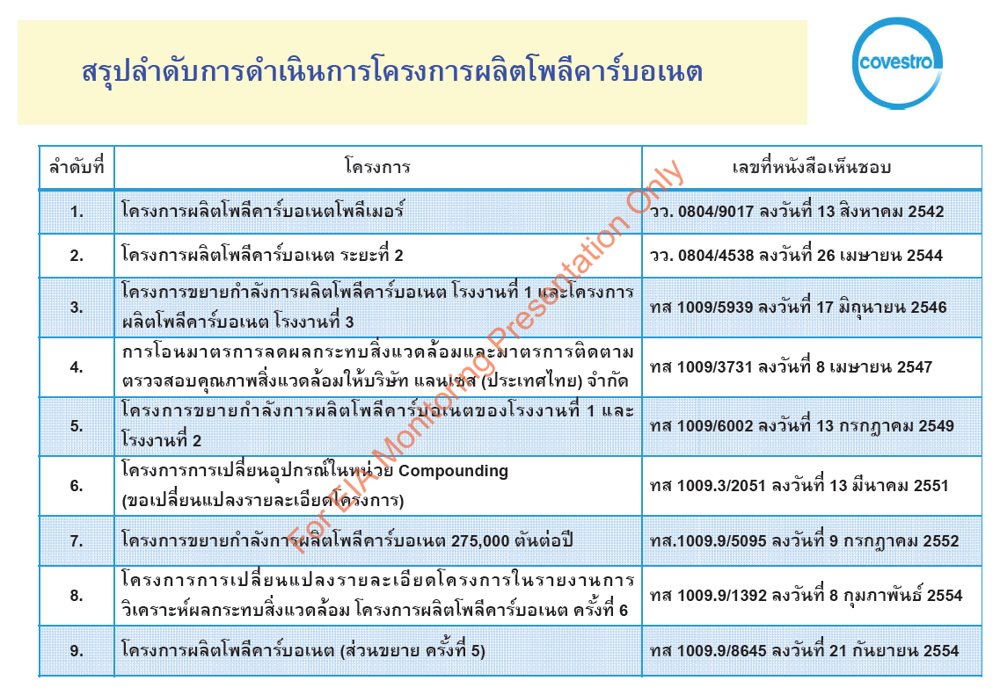 สรุปลำดับการดำเนินการโครงการผลิตโพลีคาร์บอเนต
covestro
ลำดับที่ โครงการ เลขที่หนังสือเห็นชอบ
1. โครงการผลิตโพลีคาร์บอเนตโพลีเมอร์ วว. 0804/9017 ลงวันที่ 13 สิงหาคม 2542
2. โครงการผลิตโพลีคาร์บอเนต ระยะที่ 2 วว. 0804/4538 ลงวันที่ 26 เมษายน 2544
3. โครงการขยายกำลังการผลิตโพลีคาร์บอเนต โรงงานที่ 1 และโครงการ
ผลิตโพลีคาร์บอเนต โรงงานที่ 3 ทส 1009/5939 ลงวันที่ 17 มิถุนายน 2546
4. การโอนมาตรการลดผลกระทบสิ่งแวดล้อมและมาตรการติดตาม
ตรวจสอบคุณภาพสิ่งแวดล้อมให้บริษัท แลนเซส (ประเทศไทย) จำกัด ทส 1009/3731 ลงวันที่ 8 เมษายน 2547
5. โครงการขยายกำลังการผลิตโพลีคาร์บอเนตของโรงงานที่ 1 และ
โรงงานที่ 2 ทส 1009/6002 ลงวันที่ 13 กรกฎาคม 2549
6. โครงการการเปลี่ยนอุปกรณ์ในหน่วย Compounding
(ขอเปลี่ยนแปลงรายละเอียดโครงการ) ทส 1009.3/2051 ลงวันที่ 13 มีนาคม 2551
7. โครงการขยายกำลังการผลิตโพลีคาร์บอเนต 275,000 ตันต่อปี ทส.1009.9/5095 ลงวันที่ 9 กรกฎาคม 2552
8. โครงการการเปลี่ยนแปลงรายละเอียดโครงการในรายงานการ
วิเคราะห์ผลกระทบสิ่งแวดล้อม โครงการผลิตโพลีคาร์บอเนต ครั้งที่ 6 ทส 1009.9/1392 ลงวันที่ 8 กุมภาพันธ์ 2554
9. โครงการผลิตโพลีคาร์บอเนต (ส่วนขยาย ครั้งที่ 5) ทส 1009.9/8645 ลงวันที่ 21 กันยายน 2554
For EIA Monitoring Presentation Only